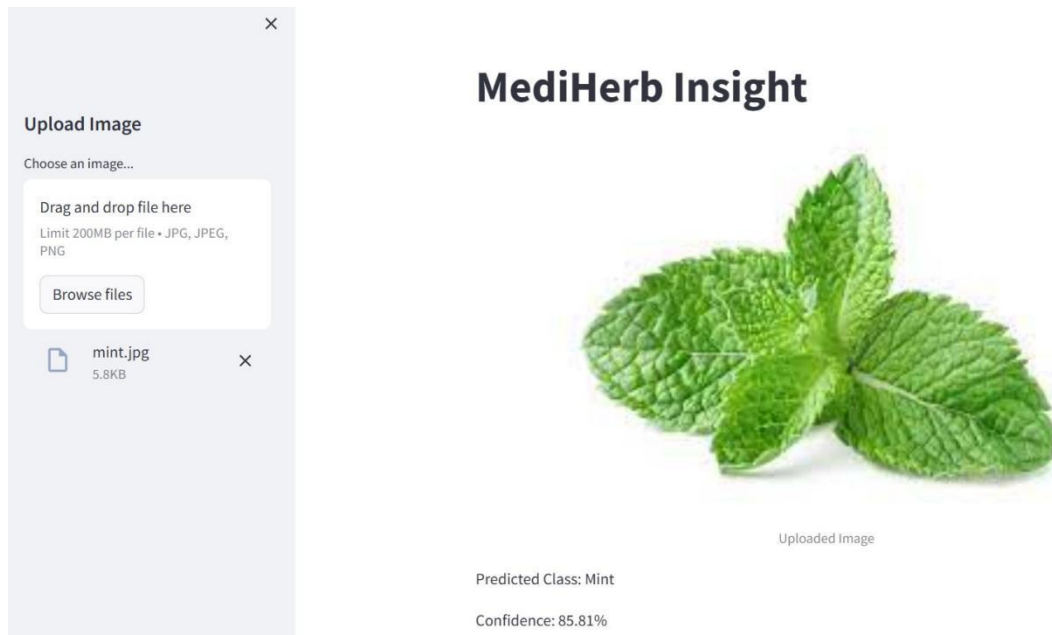 Upload Image
Choose an image...
Drag and drop file here
Limit 200MB per file • JPG, JPEG,
PNG
Browse files
mint.jpg
5.8KB
MediHerb Insight
Uploaded Image
Predicted Class: Mint
Confidence: 85.81%